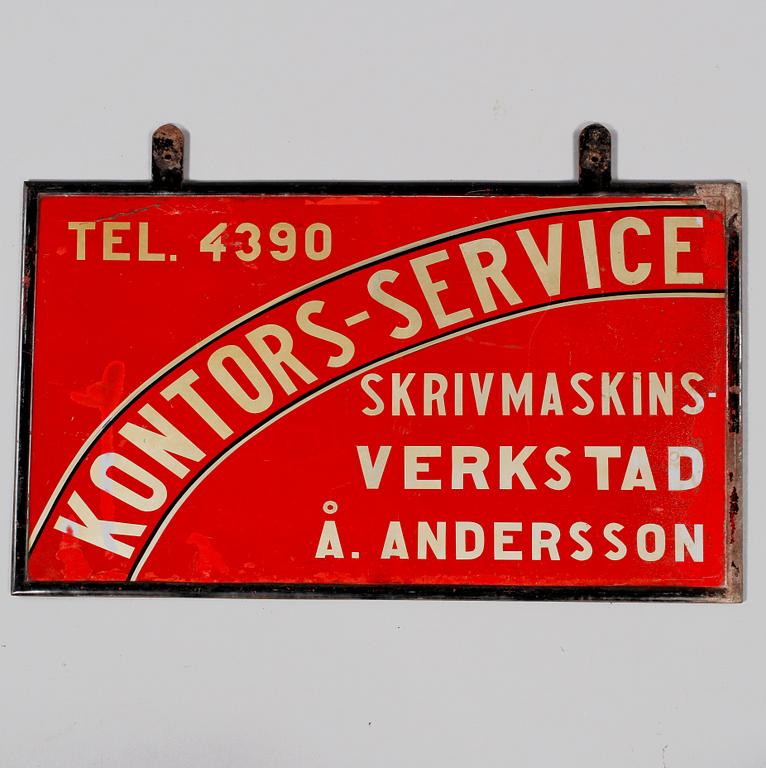 TEL. 4390
KONTORS-SERVICE
SKRIVMASKINS-
VERKSTAD
Å. ANDERSSON